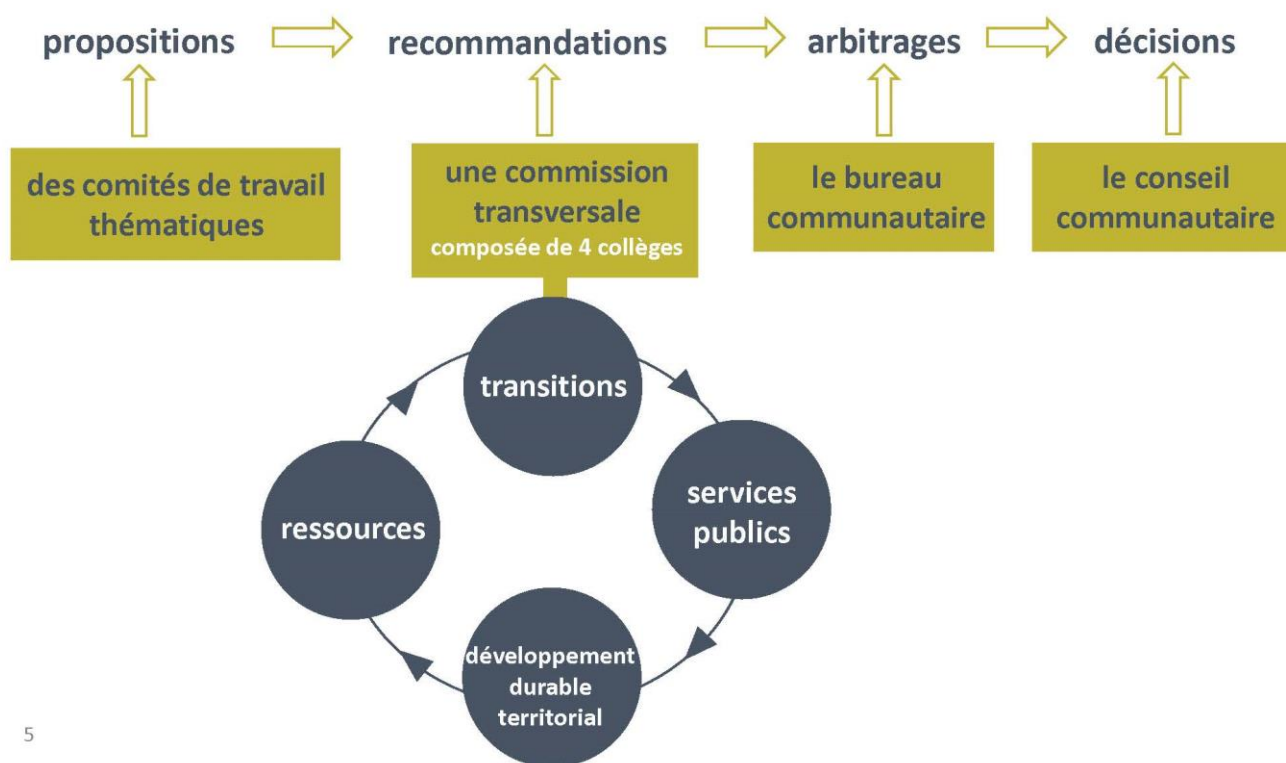 propositions
recommandations
arbitrages
décisions
des comités de travail
thématiques
une commission
transversale
composée de 4 collèges
le bureau
communautaire
le conseil
communautaire
transitions
services
publics
développement
durable
territorial
ressources
5